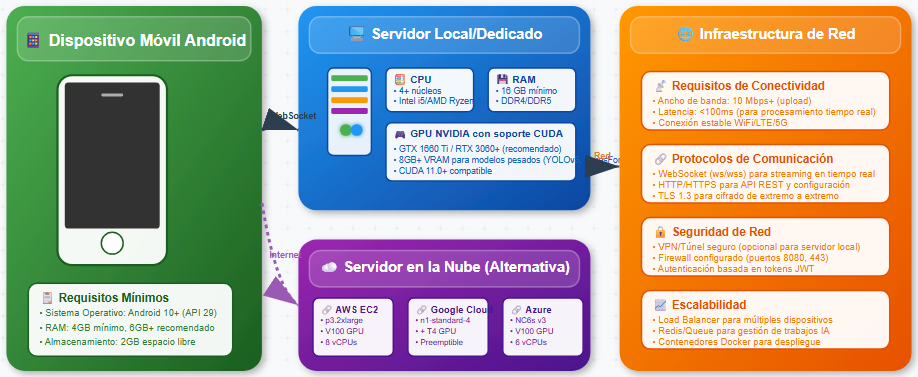 Dispositivo Móvil Android
Requisitos Mínimos
• Sistema Operativo: Android 10+ (API 29)
• RAM: 4GB mínimo, 6GB+ recomendado
• Almacenamiento: 2GB espacio libre
WebSocket
Internet
Servidor Local/Dedicado
CPU
• 4+ núcleos
• Intel i5/AMD Ryzen
RAM
• 16 GB mínimo
• DDR4/DDR5
GPU NVIDIA con soporte CUDA
• GTX 1660 Ti / RTX 3060+ (recomendado)
• 8GB+ VRAM para modelos pesados (YOLOv
• CUDA 11.0+ compatible
Red
Servidor en la Nube (Alternativa)
AWS EC2
• p3.2xlarge
• V100 GPU
• 8 vCPUs
Google Cloud
• n1-standard-4
• + T4 GPU
• Preemptible
Azure
• NC6s v3
• V100 GPU
• 6 vCPUs
Infraestructura de Red
Requisitos de Conectividad
• Ancho de banda: 10 Mbps+ (upload)
• Latencia: <100ms (para procesamiento tiempo real)
• Conexión estable WiFi/LTE/5G
Protocolos de Comunicación
• WebSocket (ws/wss) para streaming en tiempo real
• HTTP/HTTPS para API REST y configuración
• TLS 1.3 para cifrado de extremo a extremo
Seguridad de Red
• VPN/Túnel seguro (opcional para servidor local)
• Firewall configurado (puertos 8080, 443)
• Autenticación basada en tokens JWT
Escalabilidad
• Load Balancer para múltiples dispositivos
• Redis/Queue para gestión de trabajos IA
• Contenedores Docker para despliegue